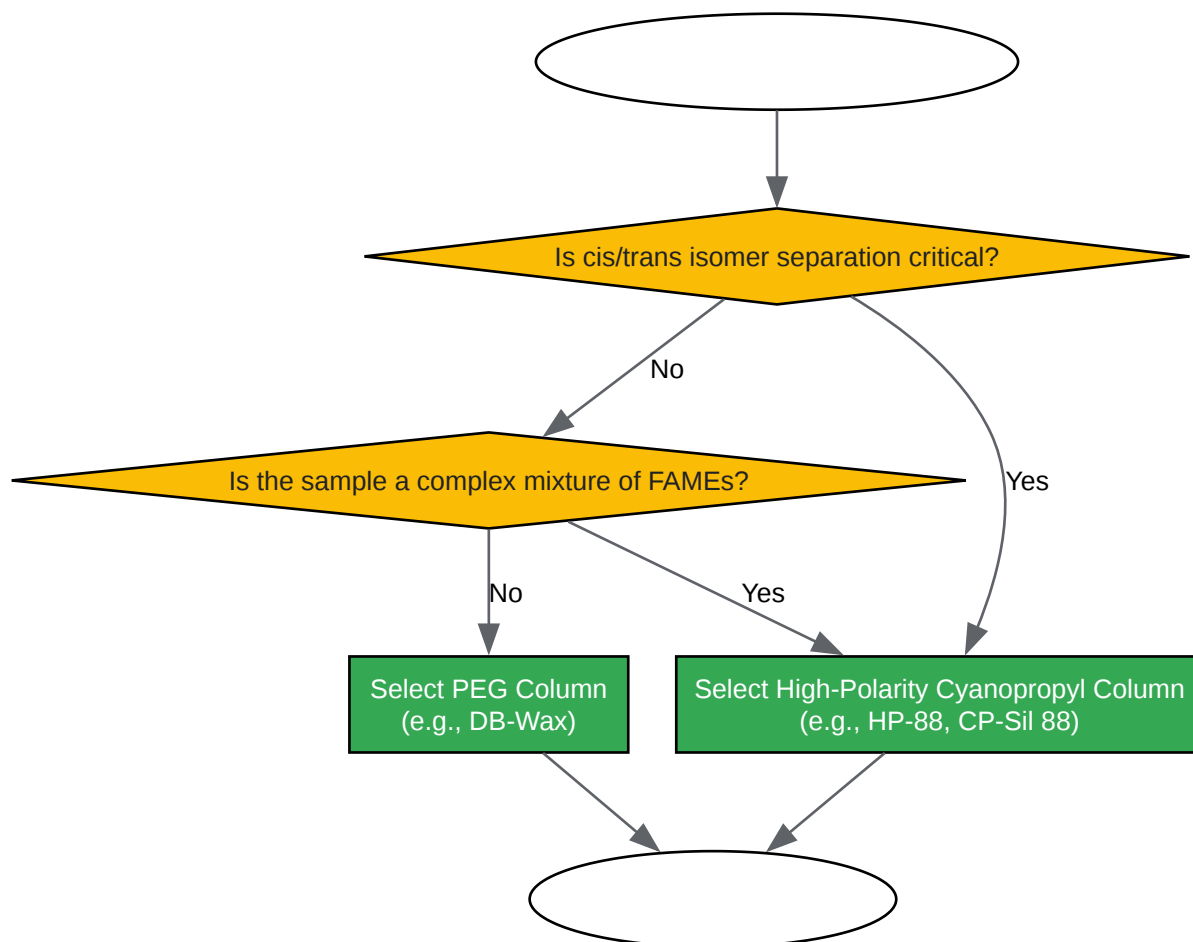 Is cis/trans isomer separation critical?
No
Is the sample a complex mixture of FAMEs?
Yes
No
Yes
Select PEG Column
(e.g., DB-Wax)
Select High-Polarity Cyanopropyl Column
(e.g., HP-88, CP-Sil 88)